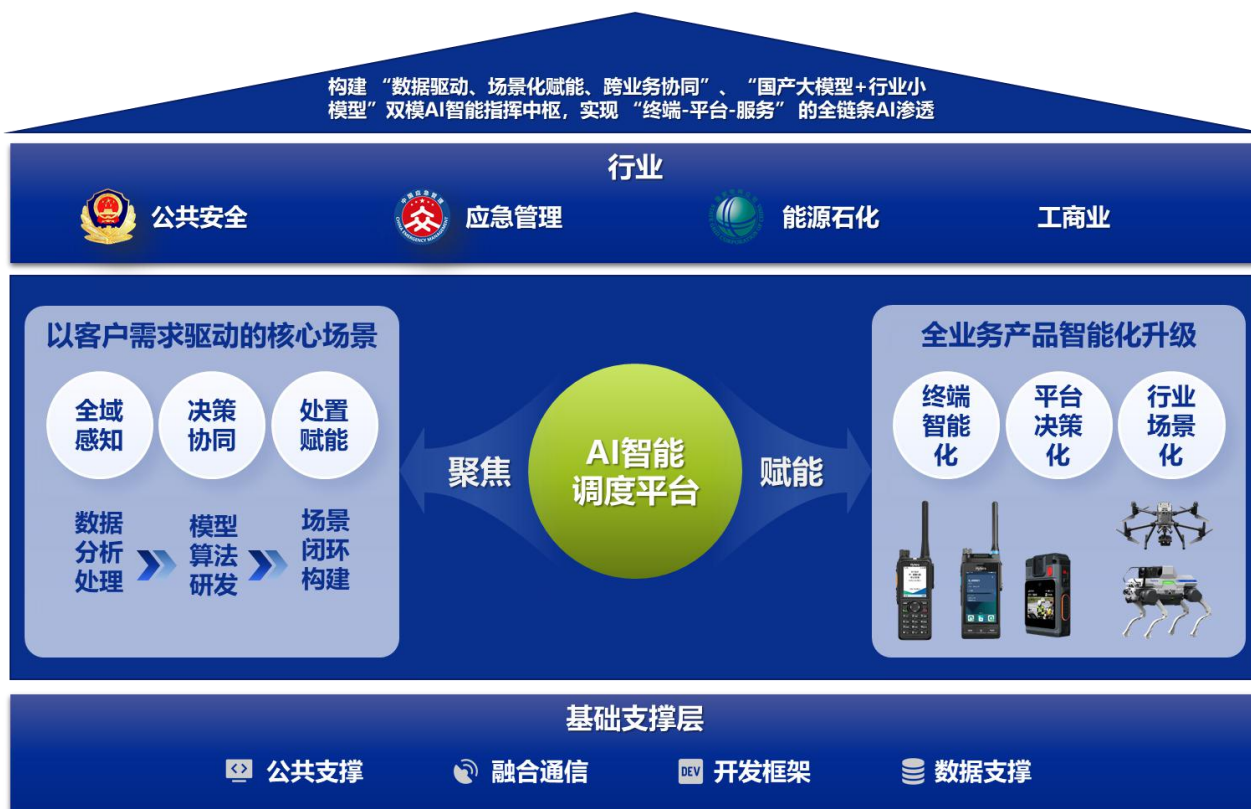 构建“数据驱动、场景化赋能、跨业务协同”、“国产大模型+行业小
模型”双模AI智能指挥中枢，实现“终端-平台-服务”的全链条AI渗透
行业
公共安全
应急管理
能源石化
工商业
以客户需求驱动的核心场景
全域
感知
决策
协同
处置
赋能
数据
分析
处理
模型
算法
研发
场景
闭环
构建
聚焦
AI智能
调度平台
赋能
全业务产品智能化升级
终端
智能
化
平台
决策
化
行业
场景
化
基础支撑层
公共支撑
融合通信
DEV
开发框架
数据支撑